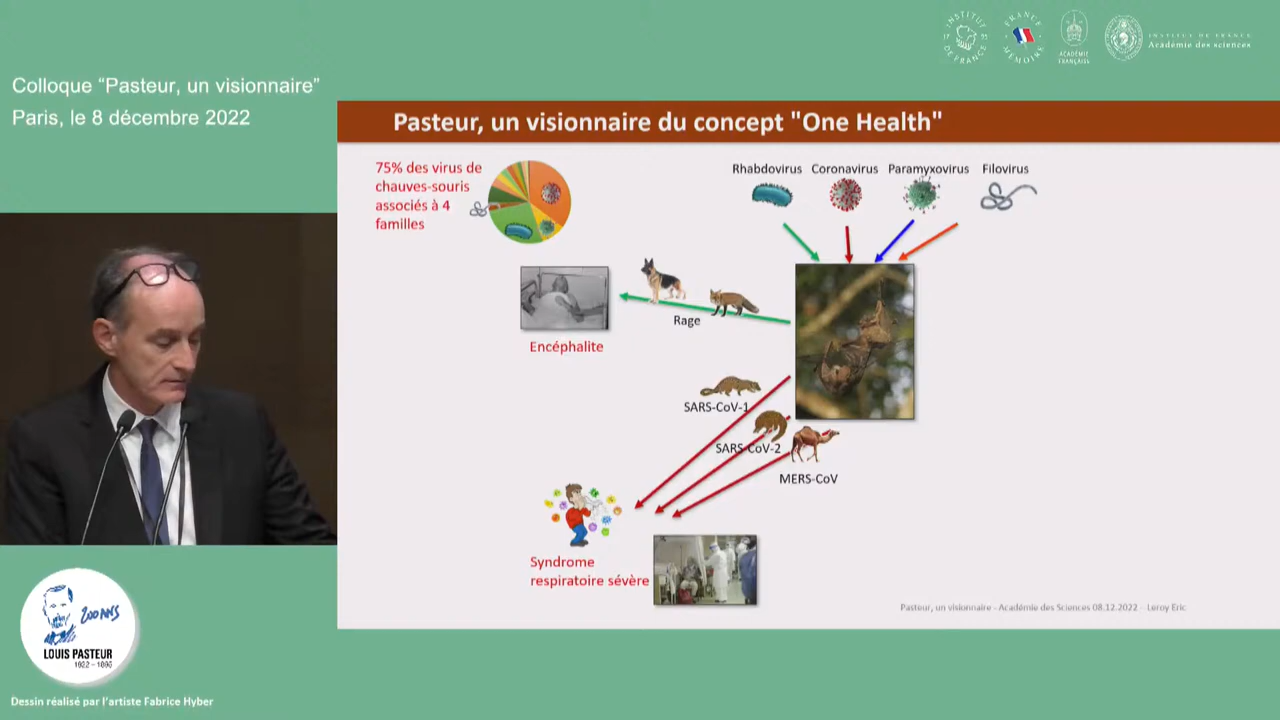 INSTITUT
DE FRANCE
FRANCE
MÉMOIRE
ACADÉMIE
FRANÇAISE
INSTITUT DE FRANCE
Académie des sciences
Colloque “Pasteur, un visionnaire”
Paris, le 8 décembre 2022
Pasteur, un visionnaire du concept "One Health"
75% des virus de
chauves-souris
associés à 4
familles
Rhabdovirus Coronavirus Paramyxovirus Filovirus
Rage
Encéphalite
SARS-CoV-1
SARS-CoV-2
MERS-CoV
Syndrome
respiratoire sévère
Pasteur, un visionnaire - Académie des Sciences 08.12.2022 - Leroy Eric
200 ANS
LOUIS PASTEUR
Dessin réalisé par l'artiste Fabrice Hyber